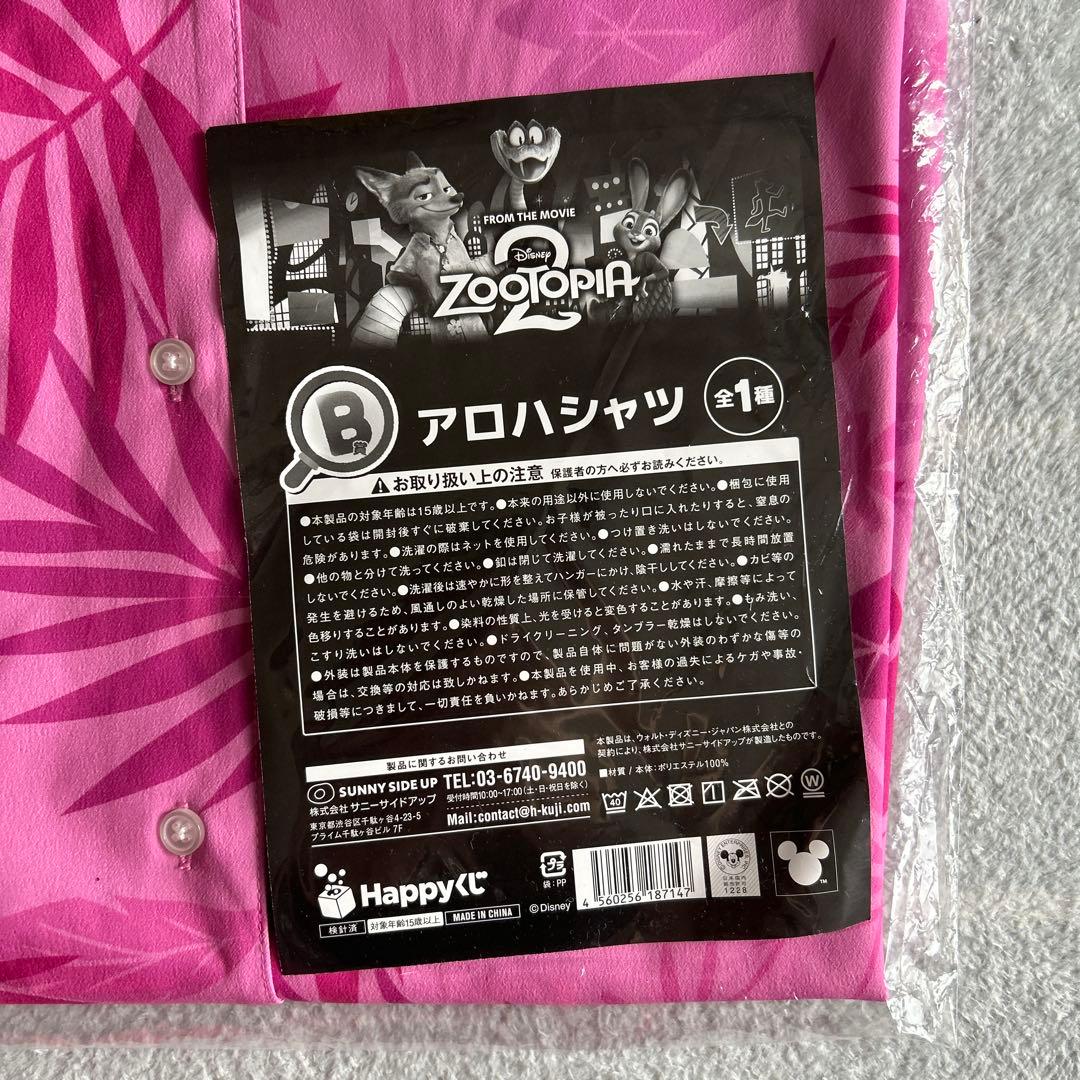 FROM THE MOVIE
Disney
ZOOTOPIA
2
B賞
アロハシャツ
全1種
お取り扱い上の注意 保護者の方へ必ずお読みください。
●本製品の対象年齢は15歳以上です。●本来の用途以外に使用しないでください。●梱包に使用
している袋は開封後すぐに破棄してください。お子様が被ったり口に入れたりすると、窒息の
危険があります。●洗濯の際はネットを使用してください。●つけ置き洗いはしないでください。
●他の物と分けて洗ってください。●釦は閉じて洗濯してください。●濡れたままで長時間放置
しないでください。●洗濯後は速やかに形を整えてハンガーにかけ、陰干ししてください。●カビ等の
発生を避けるため、風通しのよい乾燥した場所に保管してください。●水や汗、摩擦等によって
色移りすることがあります。●染料の性質上、光を受けると変色することがあります。●もみ洗い、
こすり洗いはしないでください。●ドライクリーニング、タンブラー乾燥はしないでください。
●外装は製品本体を保護するものですので、製品自体に問題がない外装のわずかな傷等の
場合は、交換等の対応は致しかねます。●本製品を使用中、お客様の過失によるケガや事故・
破損等につきまして、一切責任を負いかねます。あらかじめご了承ください。
製品に関するお問い合わせ
SUNNY SIDE UP
株式会社 サニーサイドアップ
東京都渋谷区千駄ヶ谷4-23-5
プライム千駄ヶ谷ビル 7F
TEL:03-6740-9400
受付時間10:00~17:00(土・日・祝日を除く)
Mail:contact@h-kuji.com
本製品は、ウォルト・ディズニー・ジャパン株式会社との
契約により、株式会社サニーサイドアップが製造したものです。
■材質 / 本体:ポリエステル100%
40
W
Happyくじ
検針済
対象年齢15歳以上
MADE IN CHINA
プラ
袋:PP
©Disney
4 560256 187147
DISNEY ENTERPRISES, INC.
日本国内
販売許可
1228
TM